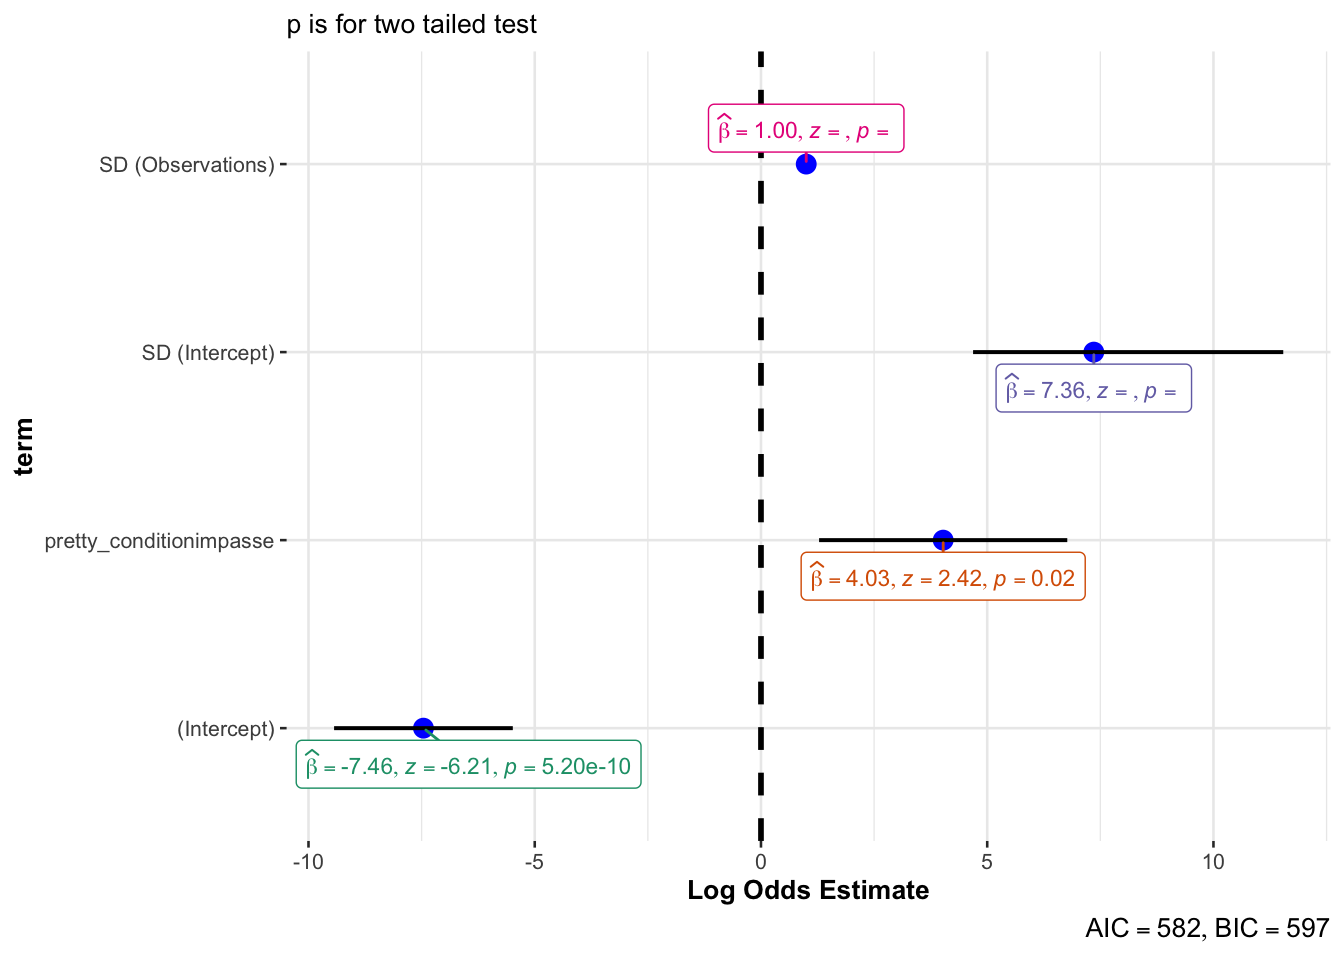 p is for two tailed test
SD (Observations)
β̂ = 1.00, z = , p =
SD (Intercept)
β̂ = 7.36, z = , p =
term
pretty_conditionimpasse
β̂ = 4.03, z = 2.42, p = 0.02
(Intercept)
β̂ = -7.46, z = -6.21, p = 5.20e-10
-10 -5 0 5 10
Log Odds Estimate
AIC = 582, BIC = 597